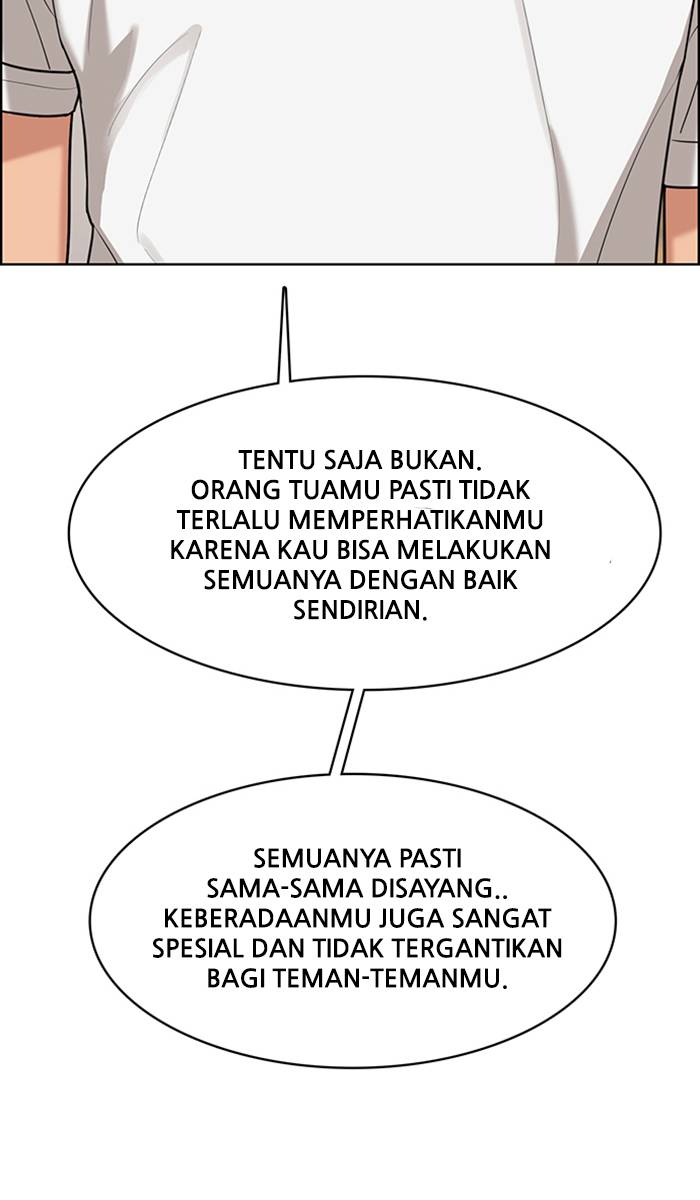 TENTU SAJA BUKAN.
ORANG TUAMU PASTI TIDAK
TERLALU MEMPERHATIKANMU
KARENA KAU BISA MELAKUKAN
SEMUANYA DENGAN BAIK
SENDIRIAN.
SEMUANYA PASTI
SAMA-SAMA DISAYANG..
KEBERADAANMU JUGA SANGAT
SPESIAL DAN TIDAK TERGANTIKAN
BAGI TEMAN-TEMANMU.